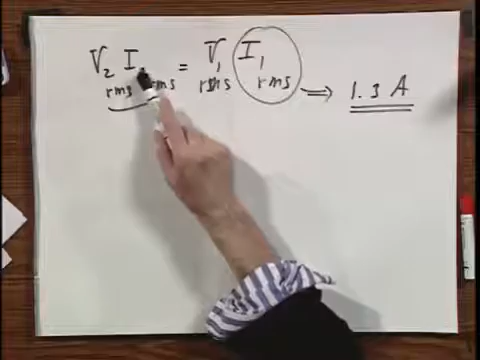 V₂ I = V₁ I₁
rms rms rms rms
⟹ 1.3 A